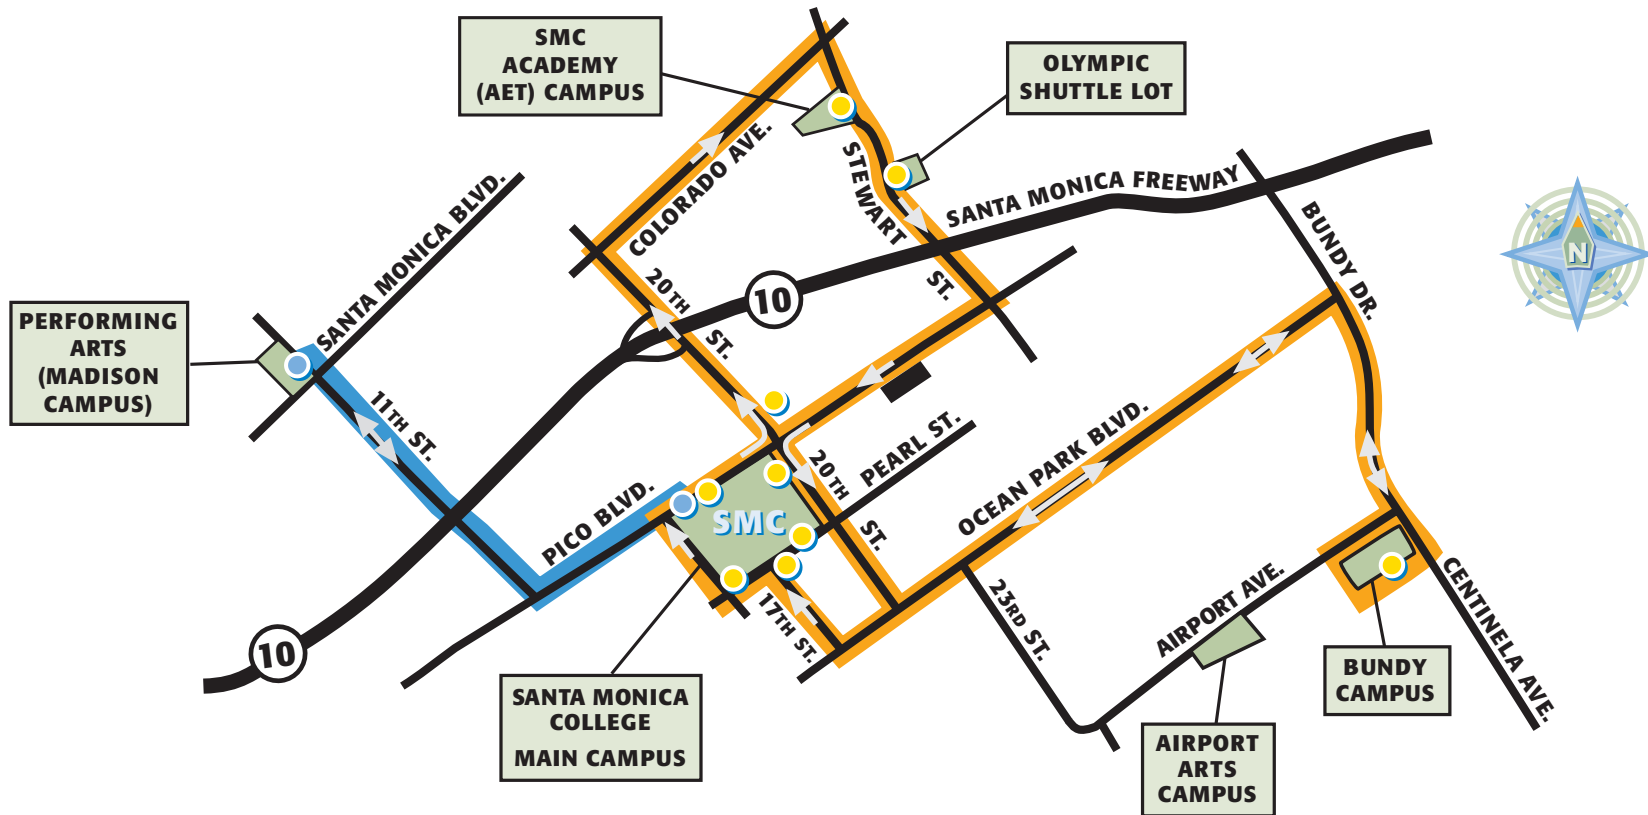 SMC
ACADEMY
(AET) CAMPUS
OLYMPIC
SHUTTLE LOT
COLORADO AVE.
STEWART
ST.
SANTA MONICA FREEWAY
SANTA MONICA BLVD.
BUNDY DR.
N
20TH
ST.
10
PERFORMING
ARTS
(MADISON
CAMPUS)
11TH ST.
PICO BLVD.
SMC
20TH
ST.
PEARL ST.
OCEAN PARK BLVD.
17TH ST.
23RD ST.
AIRPORT AVE.
CENTINELA AVE.
10
SANTA MONICA
COLLEGE
MAIN CAMPUS
BUNDY
CAMPUS
AIRPORT
ARTS
CAMPUS